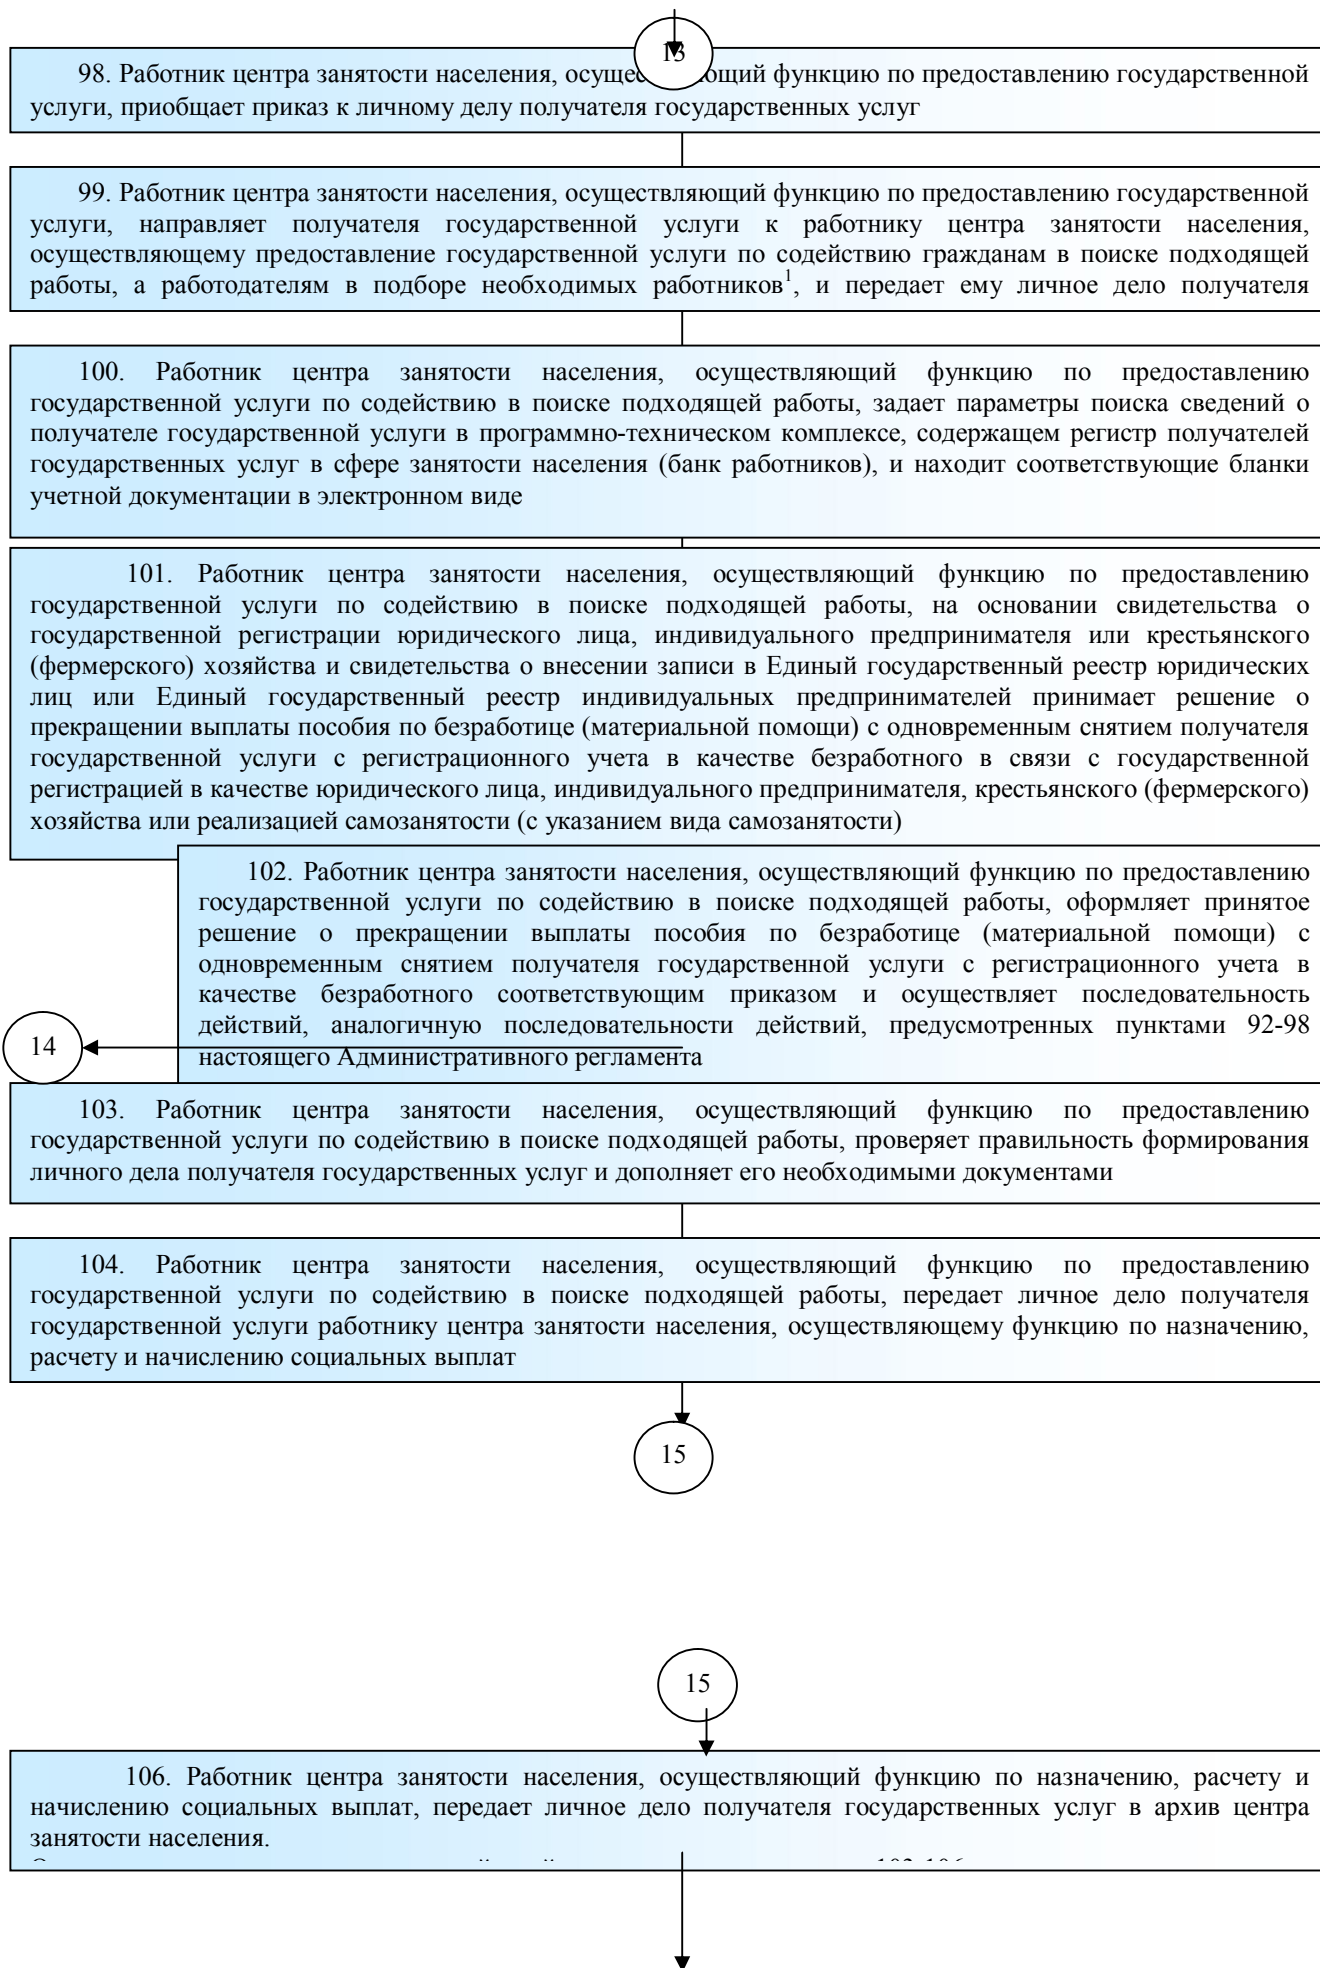 13
98. Работник центра занятости населения, осущес ющий функцию по предоставлению государственной
услуги, приобщает приказ к личному делу получателя государственных услуг
99. Работник центра занятости населения, осуществляющий функцию по предоставлению государственной
услуги, направляет получателя государственной услуги к работнику центра занятости населения,
осуществляющему предоставление государственной услуги по содействию гражданам в поиске подходящей
работы, а работодателям в подборе необходимых работников1, и передает ему личное дело получателя
100. Работник центра занятости населения, осуществляющий функцию по предоставлению
государственной услуги по содействию в поиске подходящей работы, задает параметры поиска сведений о
получателе государственной услуги в программно-техническом комплексе, содержащем регистр получателей
государственных услуг в сфере занятости населения (банк работников), и находит соответствующие бланки
учетной документации в электронном виде
101. Работник центра занятости населения, осуществляющий функцию по предоставлению
государственной услуги по содействию в поиске подходящей работы, на основании свидетельства о
государственной регистрации юридического лица, индивидуального предпринимателя или крестьянского
(фермерского) хозяйства и свидетельства о внесении записи в Единый государственный реестр юридических
лиц или Единый государственный реестр индивидуальных предпринимателей принимает решение о
прекращении выплаты пособия по безработице (материальной помощи) с одновременным снятием получателя
государственной услуги с регистрационного учета в качестве безработного в связи с государственной
регистрацией в качестве юридического лица, индивидуального предпринимателя, крестьянского (фермерского)
хозяйства или реализацией самозанятости (с указанием вида самозанятости)
102. Работник центра занятости населения, осуществляющий функцию по предоставлению
государственной услуги по содействию в поиске подходящей работы, оформляет принятое
решение о прекращении выплаты пособия по безработице (материальной помощи) с
одновременным снятием получателя государственной услуги с регистрационного учета в
качестве безработного соответствующим приказом и осуществляет последовательность
действий, аналогичную последовательности действий, предусмотренных пунктами 92-98
настоящего Административного регламента
14
103. Работник центра занятости населения, осуществляющий функцию по предоставлению
государственной услуги по содействию в поиске подходящей работы, проверяет правильность формирования
личного дела получателя государственных услуг и дополняет его необходимыми документами
104. Работник центра занятости населения, осуществляющий функцию по предоставлению
государственной услуги по содействию в поиске подходящей работы, передает личное дело получателя
государственной услуги работнику центра занятости населения, осуществляющему функцию по назначению,
расчету и начислению социальных выплат
15
15
106. Работник центра занятости населения, осуществляющий функцию по назначению, расчету и
начислению социальных выплат, передает личное дело получателя государственных услуг в архив центра
занятости населения.